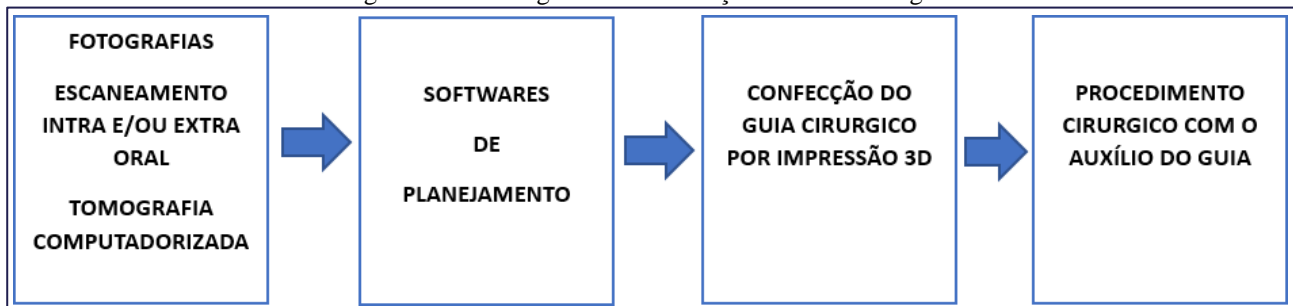 FOTOGRAFIAS
ESCANEAMENTO
INTRA E/OU EXTRA
ORAL
TOMOGRAFIA
COMPUTADORIZADA
SOFTWARES
DE
PLANEJAMENTO
CONFECÇÃO DO
GUIA CIRURGICO
POR IMPRESSÃO 3D
PROCEDIMENTO
CIRURGICO COM O
AUXÍLIO DO GUIA